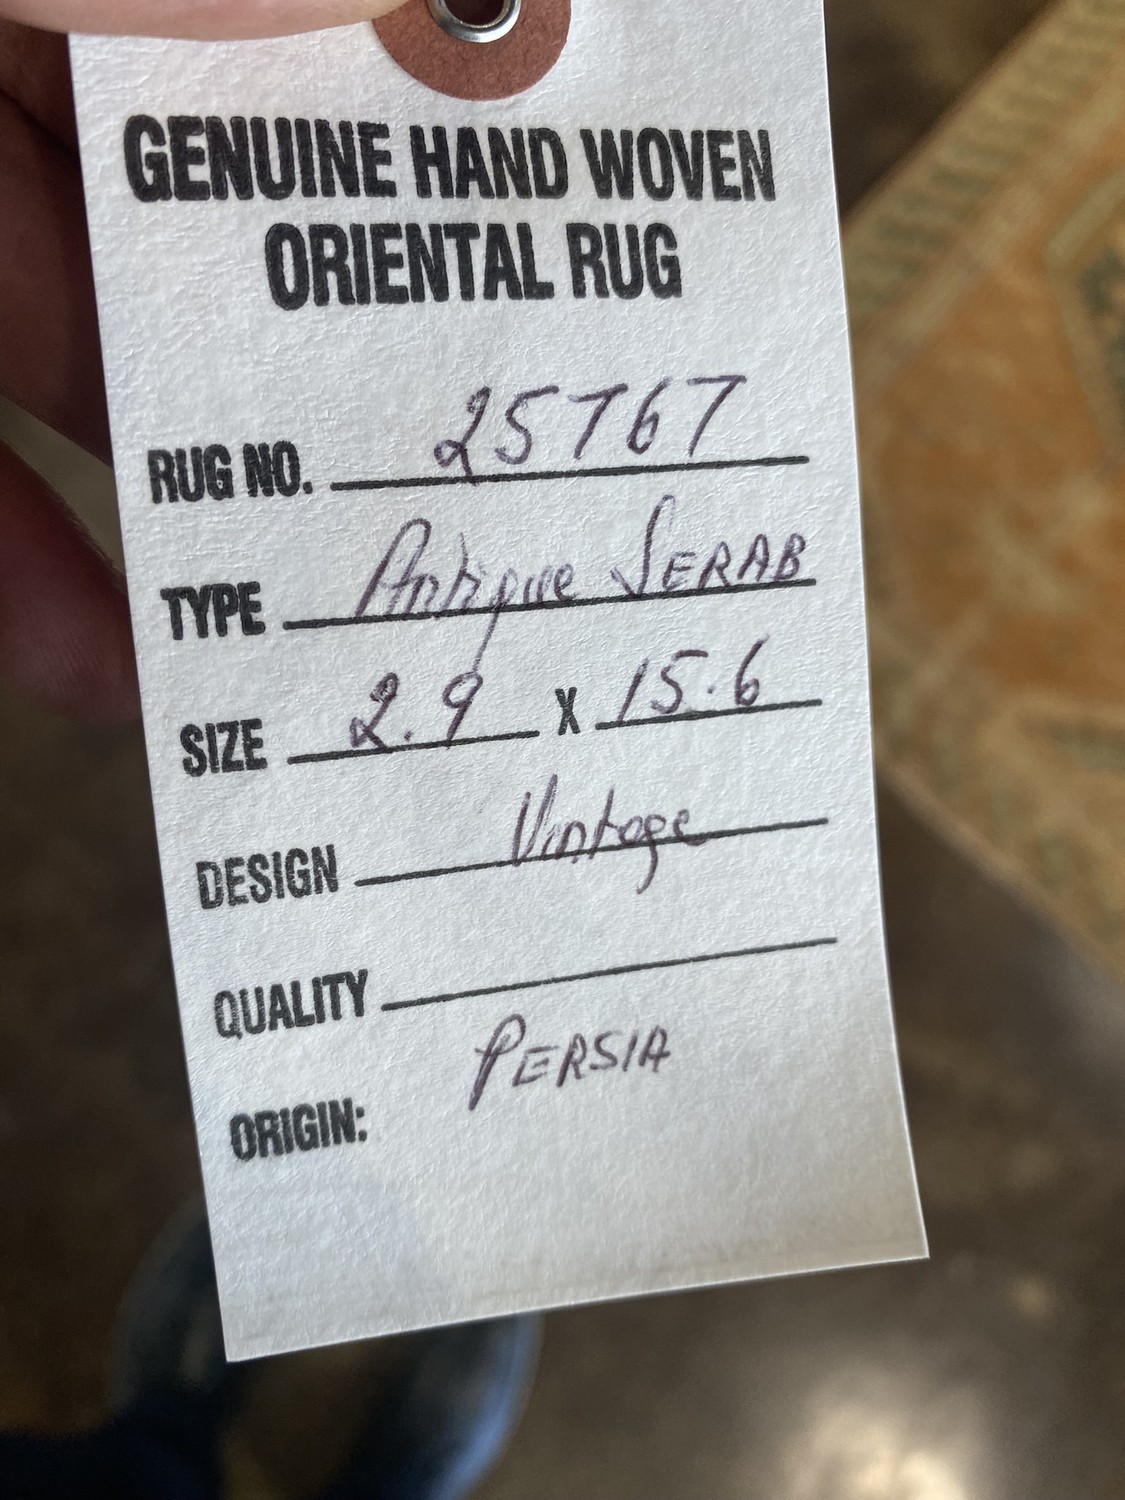 GENUINE HAND WOVEN
ORIENTAL RUG
RUG NO. 25767
TYPE Antique SERAB
SIZE 2.9 X 15.6
DESIGN Vintage
QUALITY
ORIGIN: PERSIA